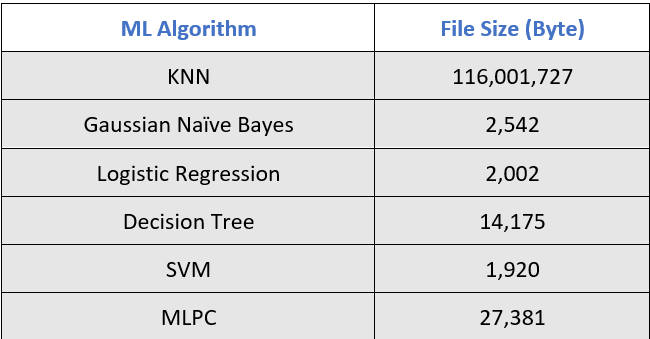 ML Algorithm File Size (Byte)
KNN 116,001,727
Gaussian Naïve Bayes 2,542
Logistic Regression 2,002
Decision Tree 14,175
SVM 1,920
MLPC 27,381